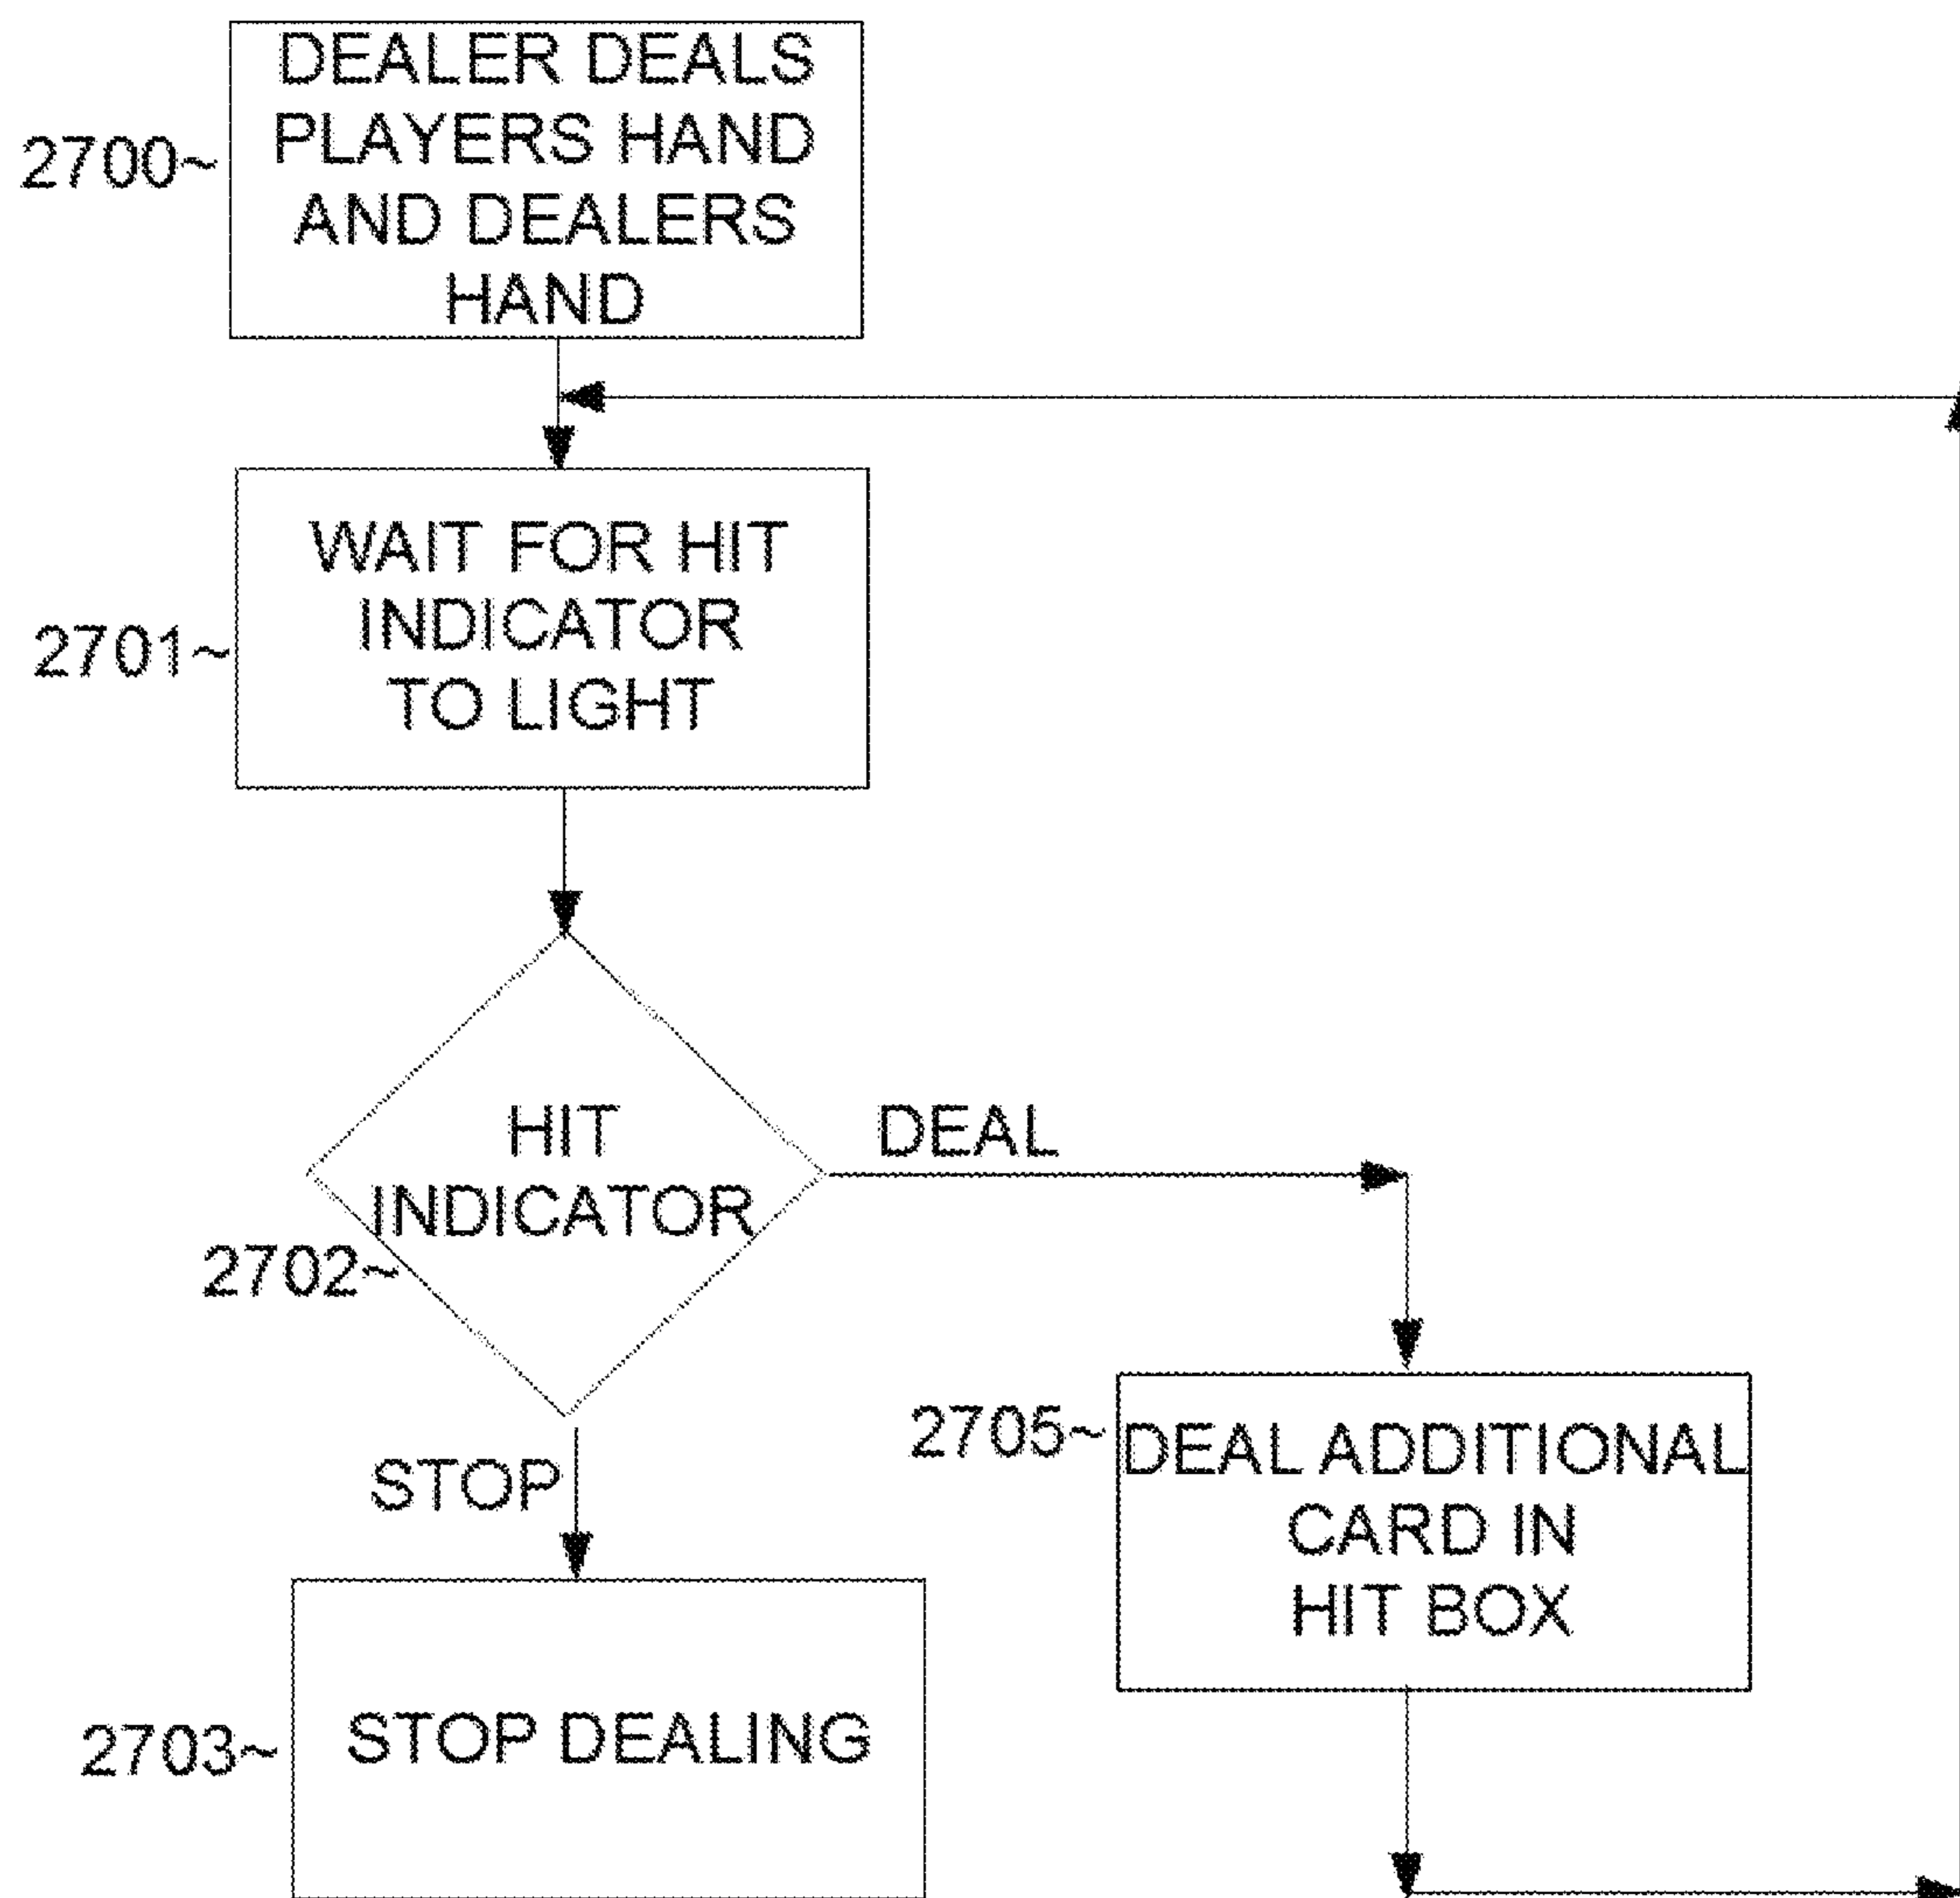 DEALER DEALS
PLAYERS HAND
AND DEALERS
HAND
2700~
WAIT FOR HIT
INDICATOR
TO LIGHT
2701~
HIT
INDICATOR
2702~
DEAL
STOP
2705~
DEAL ADDITIONAL
CARD IN
HIT BOX
2703~
STOP DEALING